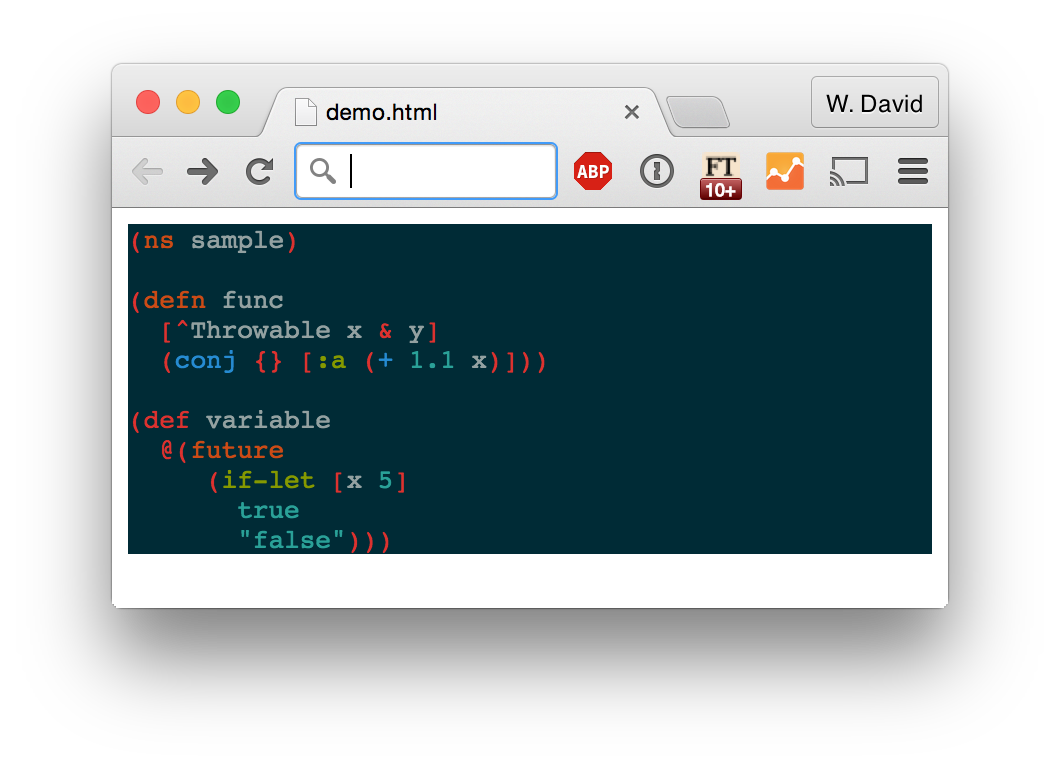 demo.html
W. David
ABP
FT
10+
(ns sample)
(defn func
  [^Throwable x & y]
  (conj {} [:a (+ 1.1 x)]))
(def variable
  @(future
     (if-let [x 5]
       true
       "false")))